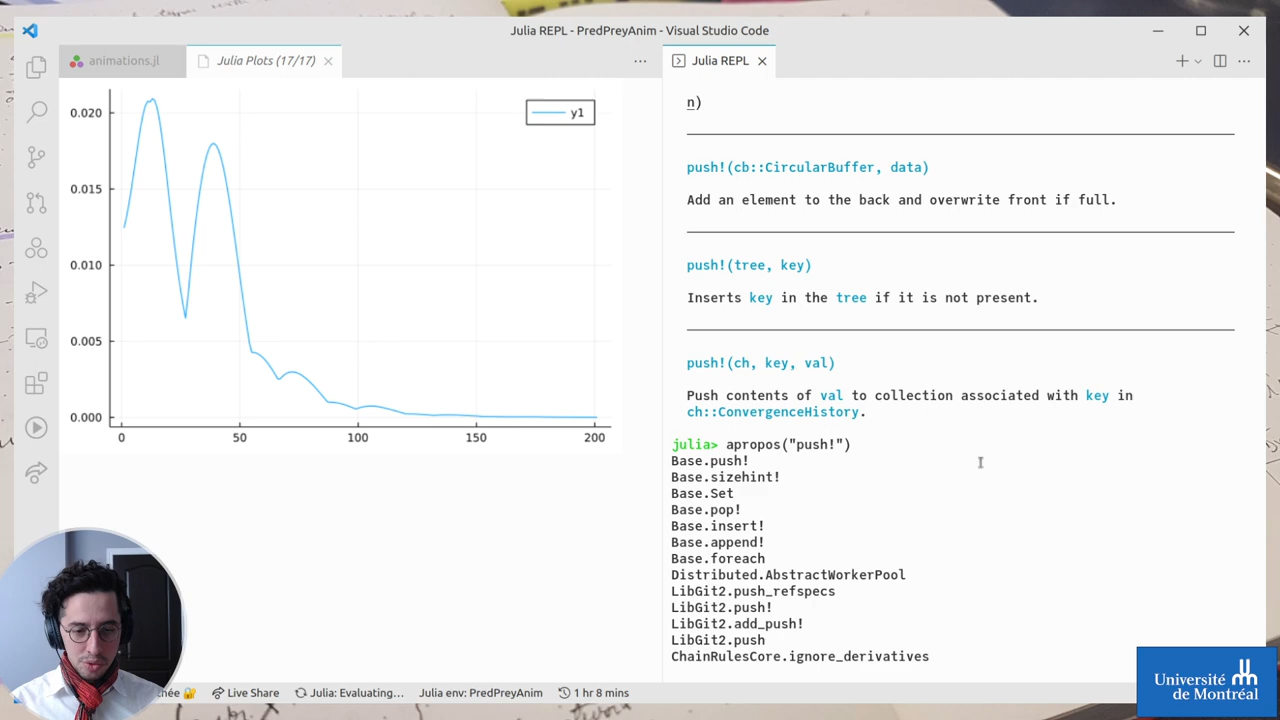 Julia REPL - PredPreyAnim - Visual Studio Code
animations.jl
Julia Plots (17/17)
Julia REPL
0.020
0.015
0.010
0.005
0.000
0
50
100
150
200
y1
n)
push!(cb::CircularBuffer, data)
Add an element to the back and overwrite front if full.
push!(tree, key)
Inserts key in the tree if it is not present.
push!(ch, key, val)
Push contents of val to collection associated with key in
ch::ConvergenceHistory.
julia> apropos("push!")
Base.push!
Base.sizehint!
Base.Set
Base.pop!
Base.insert!
Base.append!
Base.foreach
Distributed.AbstractWorkerPool
LibGit2.push_refspecs
LibGit2.push!
LibGit2.add_push!
LibGit2.push
ChainRulesCore.ignore_derivatives
Live Share
Julia: Evaluating...
Julia env: PredPreyAnim
1 hr 8 mins
Université
de Montréal